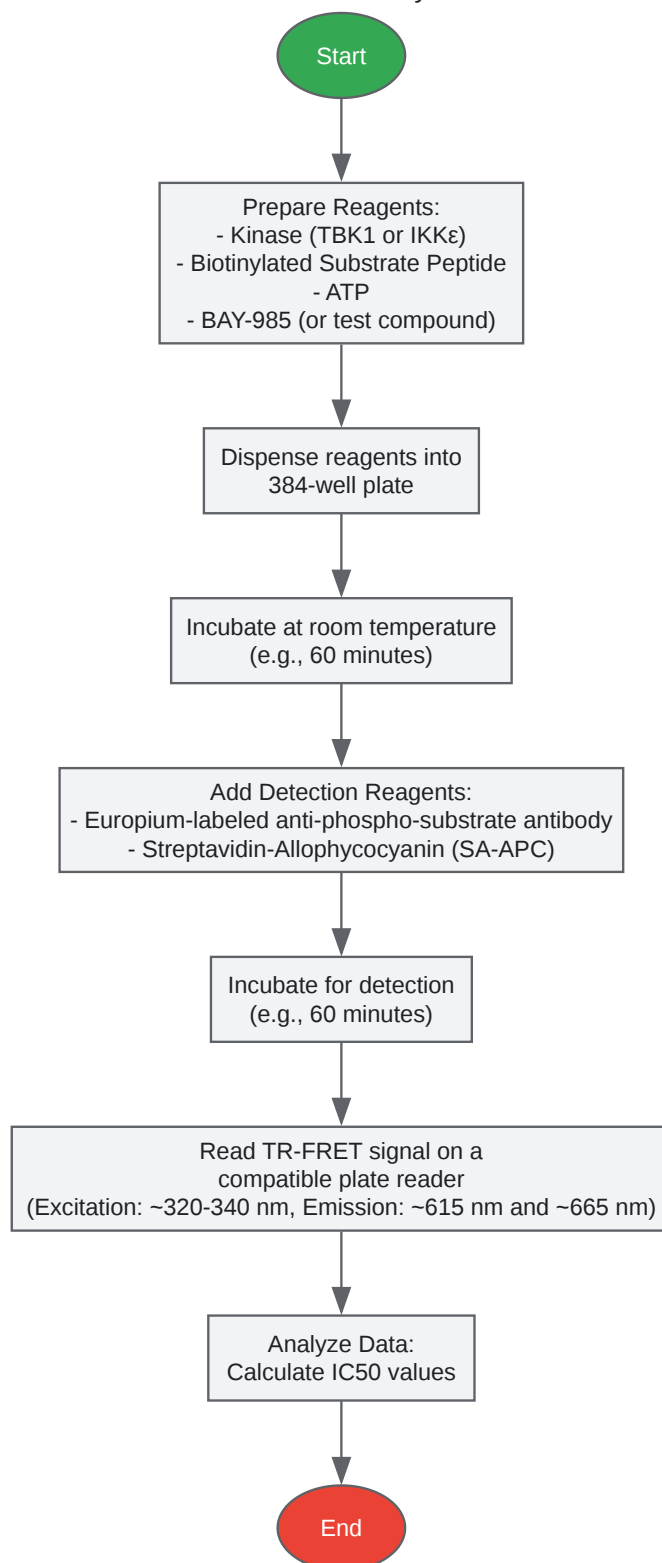 Start
Prepare Reagents:
- Kinase (TBK1 or IKKε)
- Biotinylated Substrate Peptide
- ATP
- BAY-985 (or test compound)
Dispense reagents into
384-well plate
Incubate at room temperature
(e.g., 60 minutes)
Add Detection Reagents:
- Europium-labeled anti-phospho-substrate antibody
- Streptavidin-Allophycocyanin (SA-APC)
Incubate for detection
(e.g., 60 minutes)
Read TR-FRET signal on a
compatible plate reader
(Excitation: ~320-340 nm, Emission: ~615 nm and ~665 nm)
Analyze Data:
Calculate IC50 values
End